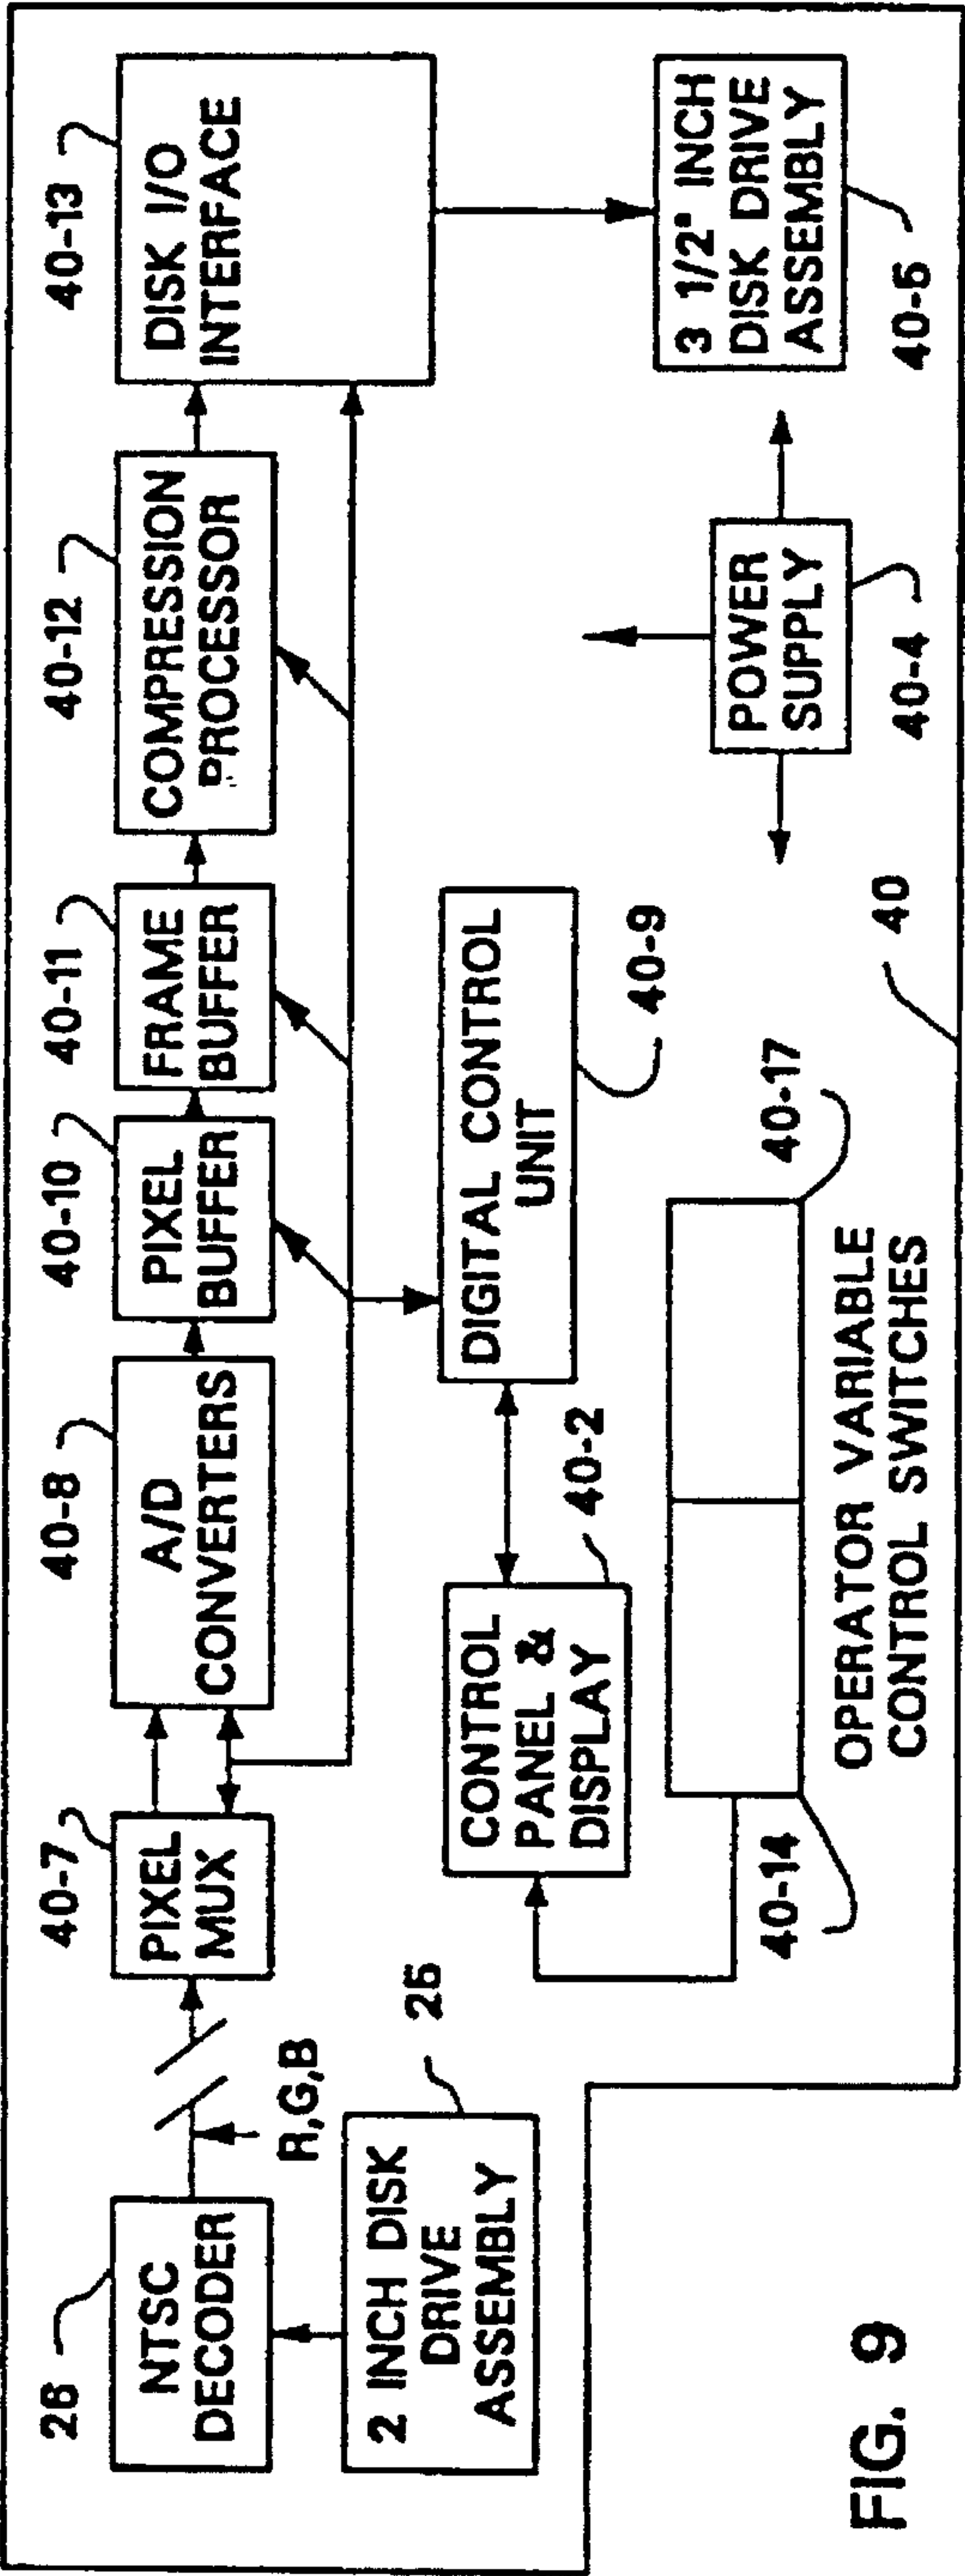 40-13
DISK I/O
INTERFACE
40-12
COMPRESSION
PROCESSOR
40-11
FRAME
BUFFER
40-10
PIXEL
BUFFER
40-8
A/D
CONVERTERS
40-7
PIXEL
MUX
26
NTSC
DECODER
R,G,B
25
2 INCH DISK
DRIVE
ASSEMBLY
CONTROL
PANEL &
DISPLAY
40-2
DIGITAL CONTROL
UNIT
40-9
40-14
40-17
OPERATOR VARIABLE
CONTROL SWITCHES
40
POWER
SUPPLY
40-4
3 1/2" INCH
DISK DRIVE
ASSEMBLY
40-5
FIG. 9